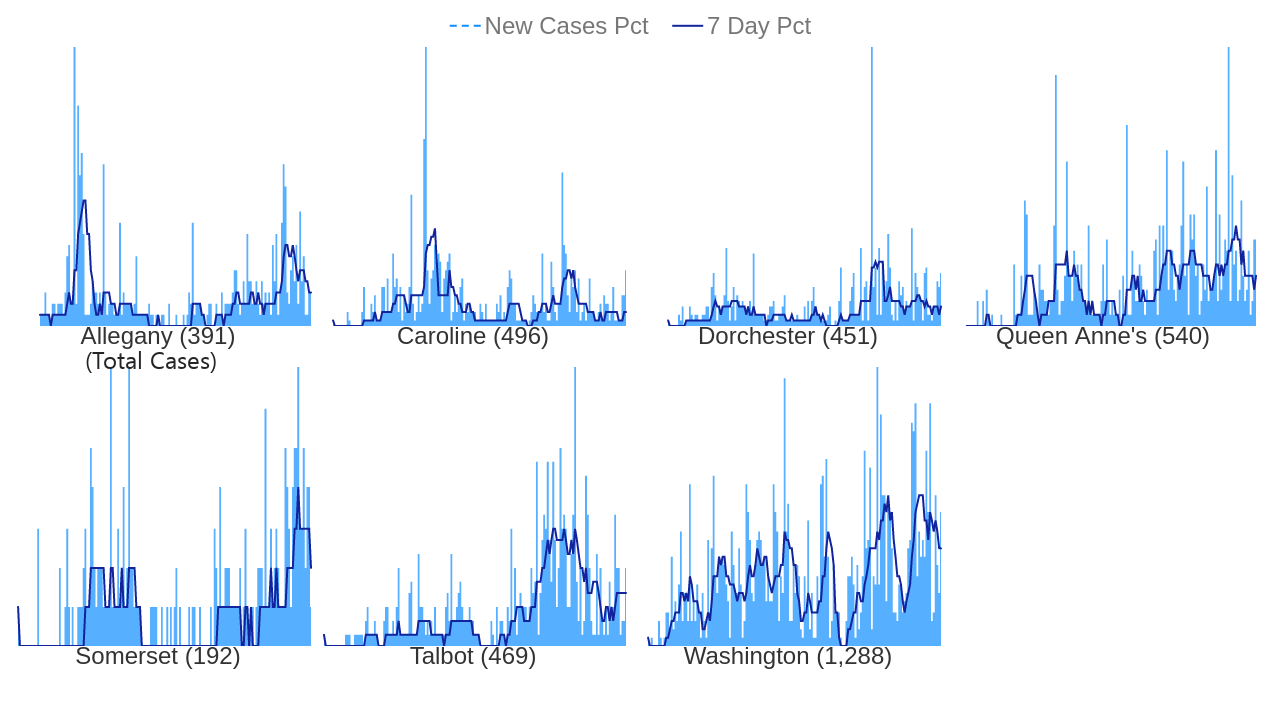 New Cases Pct 7 Day Pct
Allegany (391) Caroline (496) Dorchester (451) Queen Anne's (540)
(Total Cases)
Somerset (192) Talbot (469) Washington (1,288)